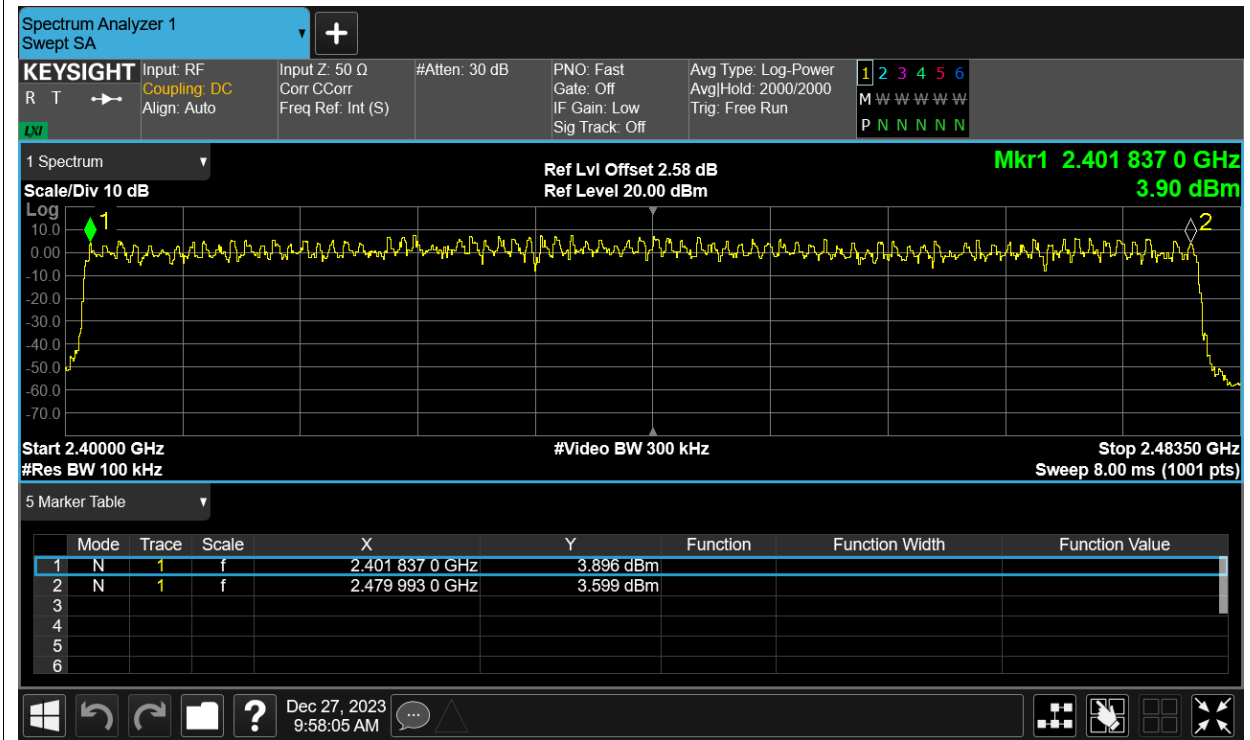 Spectrum Analyzer 1
Swept SA
+
KEYSIGHT
R T
LXI
Input: RF
Coupling: DC
Align: Auto
Input Z: 50 Ω
Corr CCorr
Freq Ref: Int (S)
#Atten: 30 dB
PNO: Fast
Gate: Off
IF Gain: Low
Sig Track: Off
Avg Type: Log-Power
Avg|Hold: 2000/2000
Trig: Free Run
1 2 3 4 5 6
M W W W W W
P N N N N N
1 Spectrum
Scale/Div 10 dB
Ref Lvl Offset 2.58 dB
Ref Level 20.00 dBm
Mkr1 2.401 837 0 GHz
3.90 dBm
Log
10.0
0.00
-10.0
-20.0
-30.0
-40.0
-50.0
-60.0
-70.0
1
2
Start 2.40000 GHz
#Res BW 100 kHz
#Video BW 300 kHz
Stop 2.48350 GHz
Sweep 8.00 ms (1001 pts)
5 Marker Table
Mode Trace Scale X Y Function Function Width Function Value
1 N 1 f 2.401 837 0 GHz 3.896 dBm
2 N 1 f 2.479 993 0 GHz 3.599 dBm
3
4
5
6
?
Dec 27, 2023
9:58:05 AM